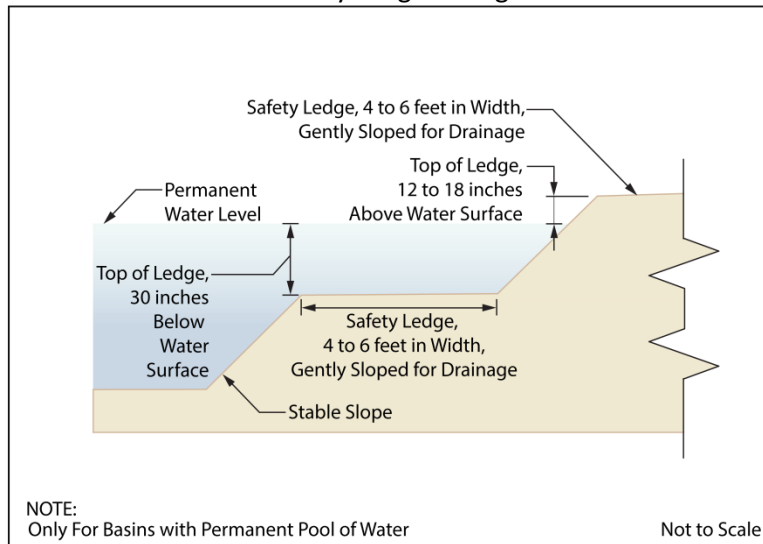 Safety Ledge, 4 to 6 feet in Width,
Gently Sloped for Drainage
Top of Ledge,
12 to 18 inches
Above Water Surface
Permanent
Water Level
Top of Ledge,
30 inches
Below
Water
Surface
Safety Ledge,
4 to 6 feet in Width,
Gently Sloped for Drainage
Stable Slope
NOTE:
Only For Basins with Permanent Pool of Water
Not to Scale